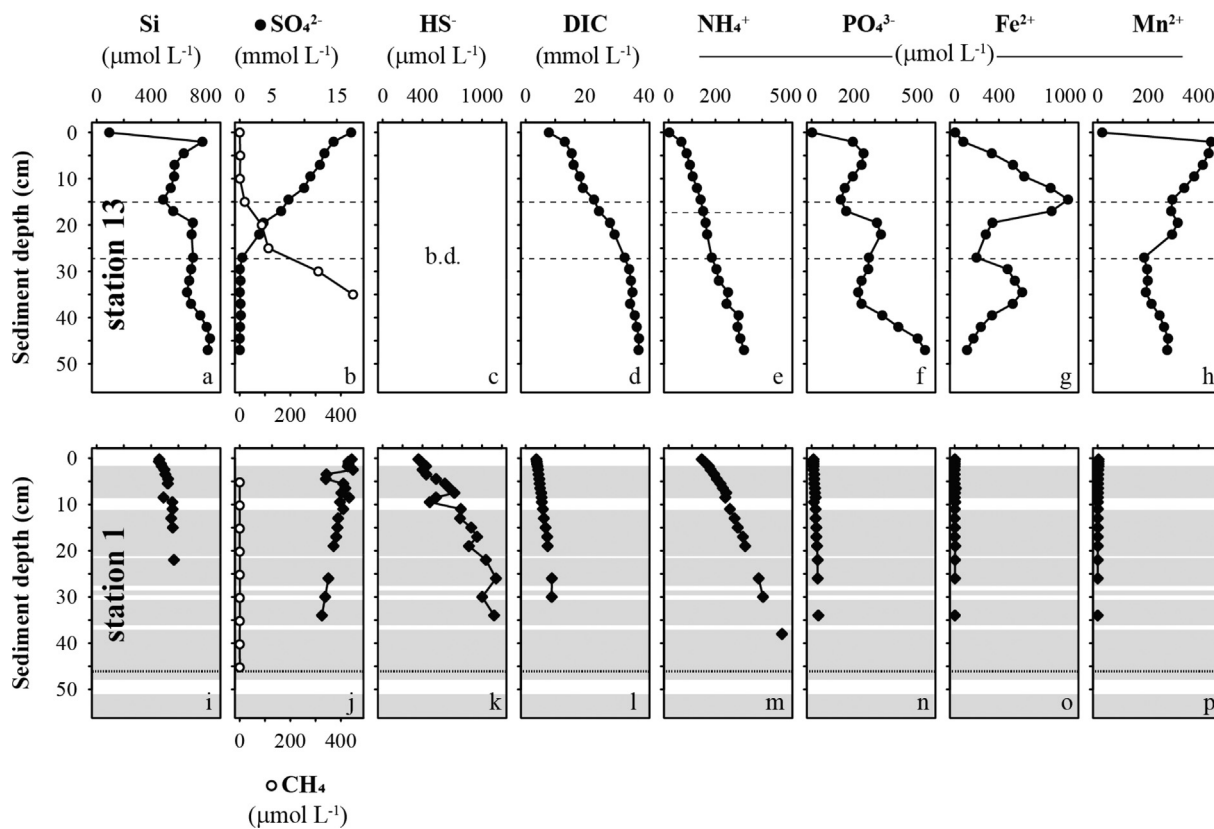 Si ● SO₄²⁻ HS⁻ DIC NH₄⁺ PO₄³⁻ Fe²⁺ Mn²⁺
(μmol L⁻¹) (mmol L⁻¹) (μmol L⁻¹) (mmol L⁻¹) (μmol L⁻¹)
0 400 800 0 5 15 0 400 1000 0 20 40 0 200 500 0 200 500 0 400 1000 0 200 400
Sediment depth (cm)
0
10
20
30
40
50
station 13
b.d.
a b c d e f g h
0 200 400
Sediment depth (cm)
0
10
20
30
40
50
station 1
i j k l m n o p
0 200 400
○ CH₄
(μmol L⁻¹)